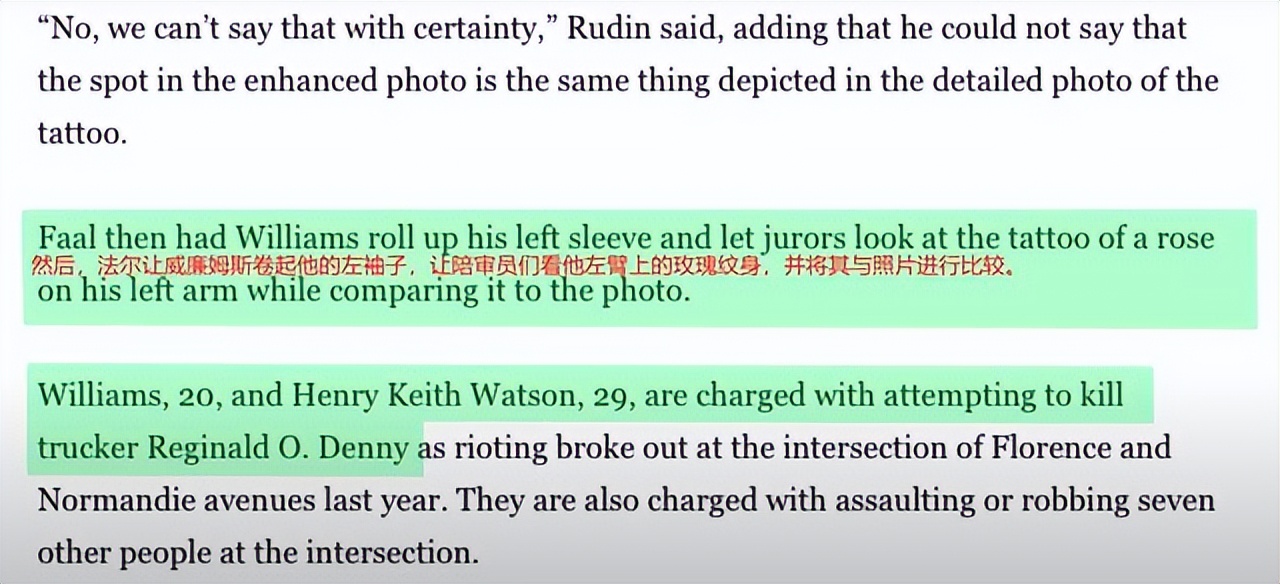 “No, we can’t say that with certainty,” Rudin said, adding that he could not say that
the spot in the enhanced photo is the same thing depicted in the detailed photo of the
tattoo.
Faal then had Williams roll up his left sleeve and let jurors look at the tattoo of a rose
然后，法尔让威廉姆斯卷起他的左袖子，让陪审员们看他左臂上的玫瑰纹身，并将其与照片进行比较。
on his left arm while comparing it to the photo.
Williams, 20, and Henry Keith Watson, 29, are charged with attempting to kill
trucker Reginald O. Denny as rioting broke out at the intersection of Florence and
Normandie avenues last year. They are also charged with assaulting or robbing seven
other people at the intersection.